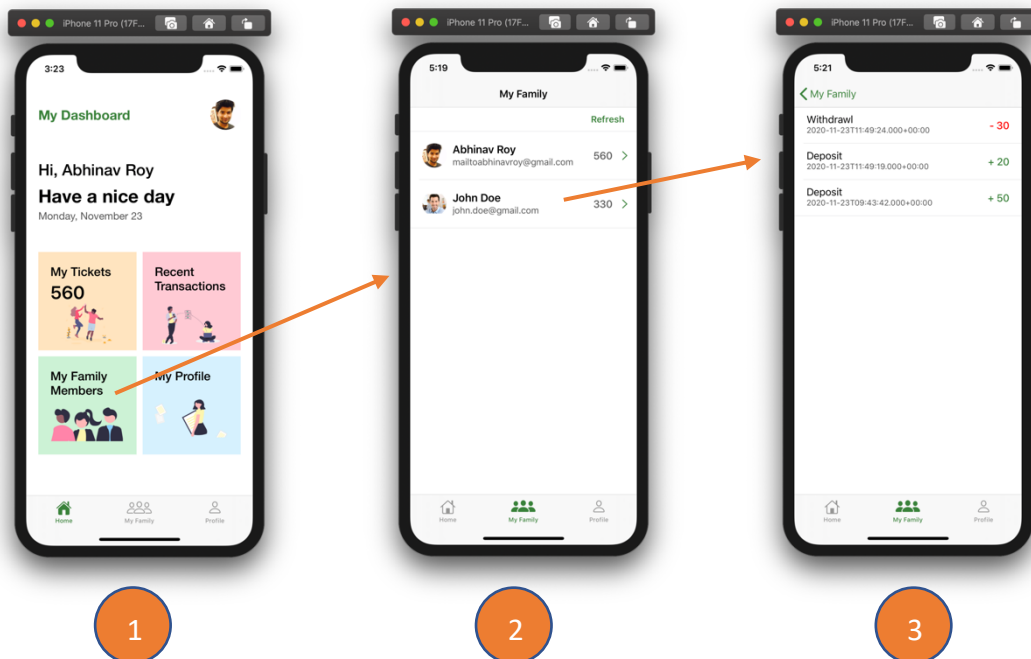 iPhone 11 Pro (17F...
3:23
My Dashboard
Hi, Abhinav Roy
Have a nice day
Monday, November 23
My Tickets
560
Recent
Transactions
My Family
Members
My Profile
Home
My Family
Profile
1
iPhone 11 Pro (17F...
5:19
My Family
Refresh
Abhinav Roy
mailtoabhinavroy@gmail.com
560
John Doe
john.doe@gmail.com
330
Home
My Family
Profile
2
iPhone 11 Pro (17F...
5:21
My Family
Withdrawl
2020-11-23T11:49:24.000+00:00
- 30
Deposit
2020-11-23T11:49:19.000+00:00
+ 20
Deposit
2020-11-23T09:43:42.000+00:00
+ 50
Home
My Family
Profile
3